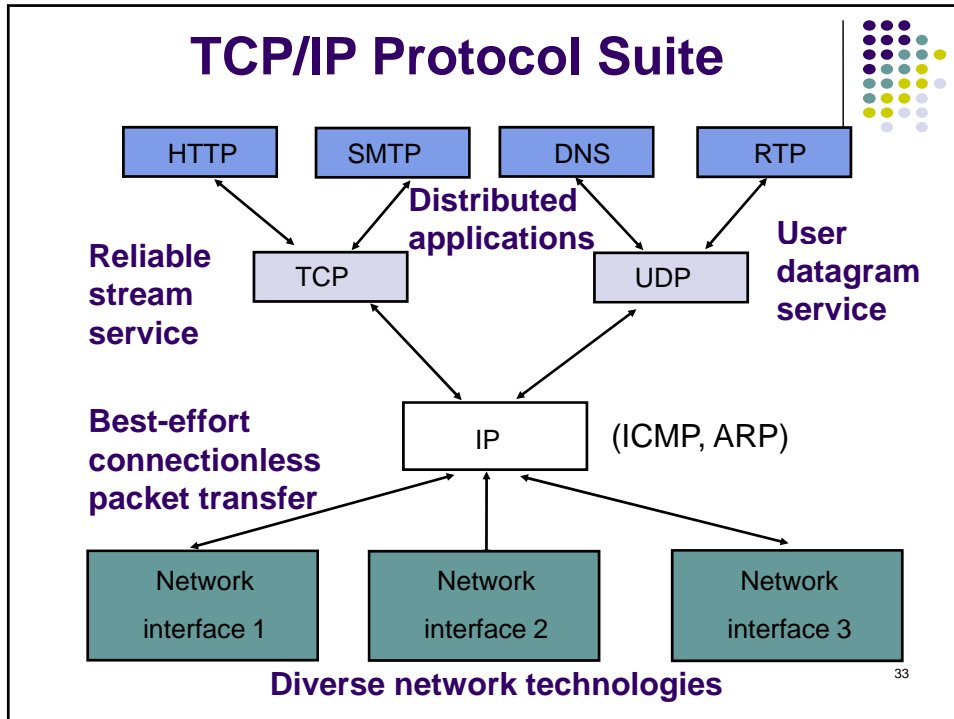 TCP/IP Protocol Suite
HTTP
SMTP
DNS
RTP
Distributed
applications
Reliable
stream
service
TCP
UDP
User
datagram
service
Best-effort
connectionless
packet transfer
IP
(ICMP, ARP)
Network
interface 1
Network
interface 2
Network
interface 3
Diverse network technologies
33